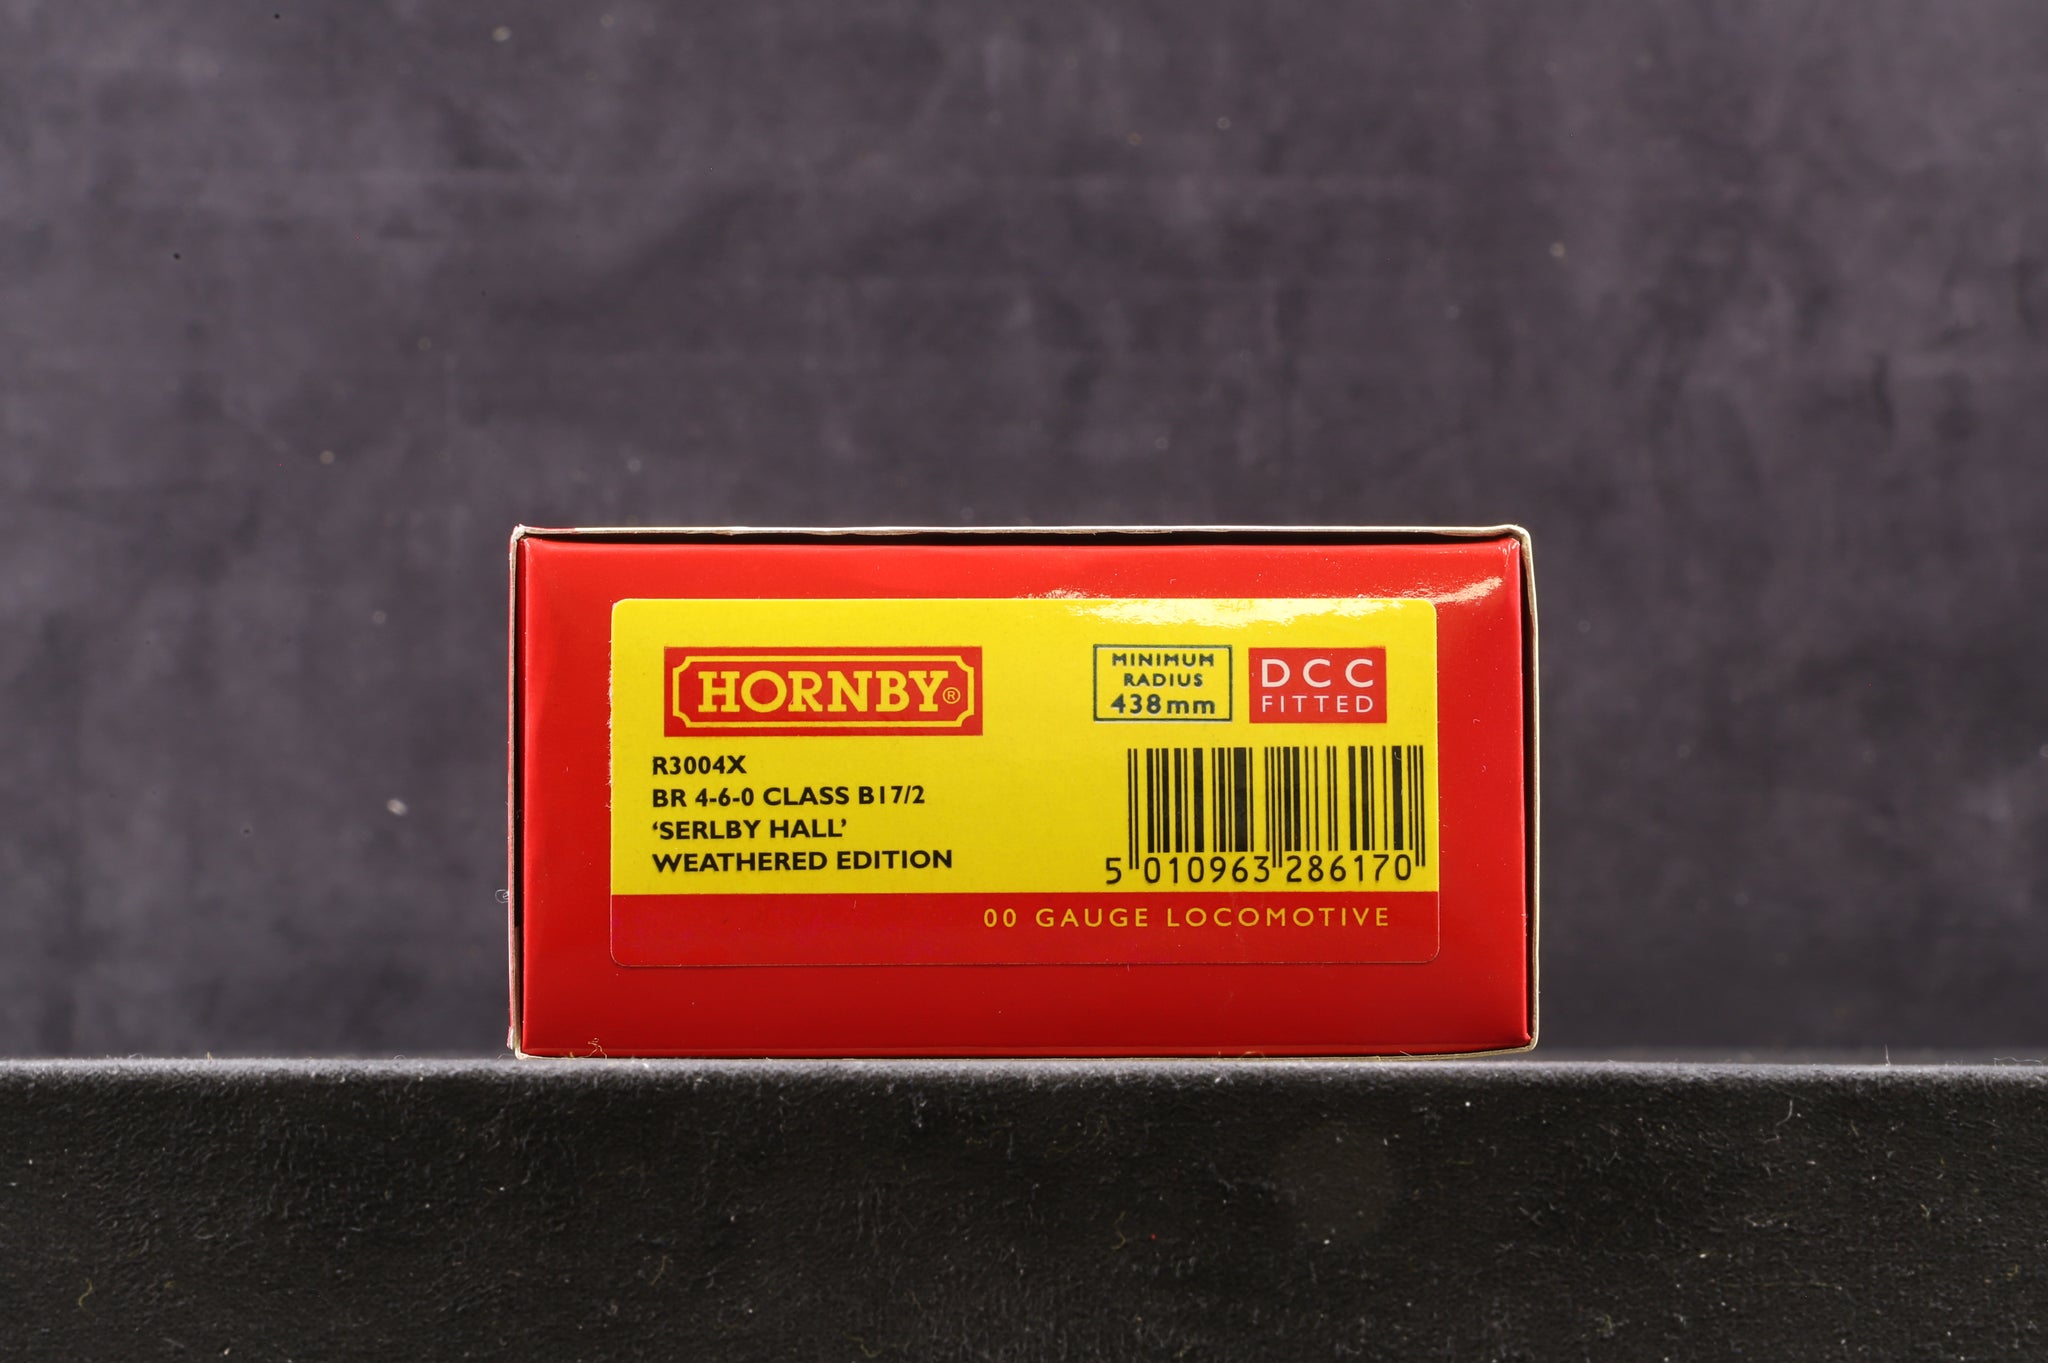 HORNBY®
MINIMUM
RADIUS
438mm
DCC
FITTED
R3004X
BR 4-6-0 CLASS B17/2
‘SERLBY HALL’
WEATHERED EDITION
5 010963 286170
00 GAUGE LOCOMOTIVE